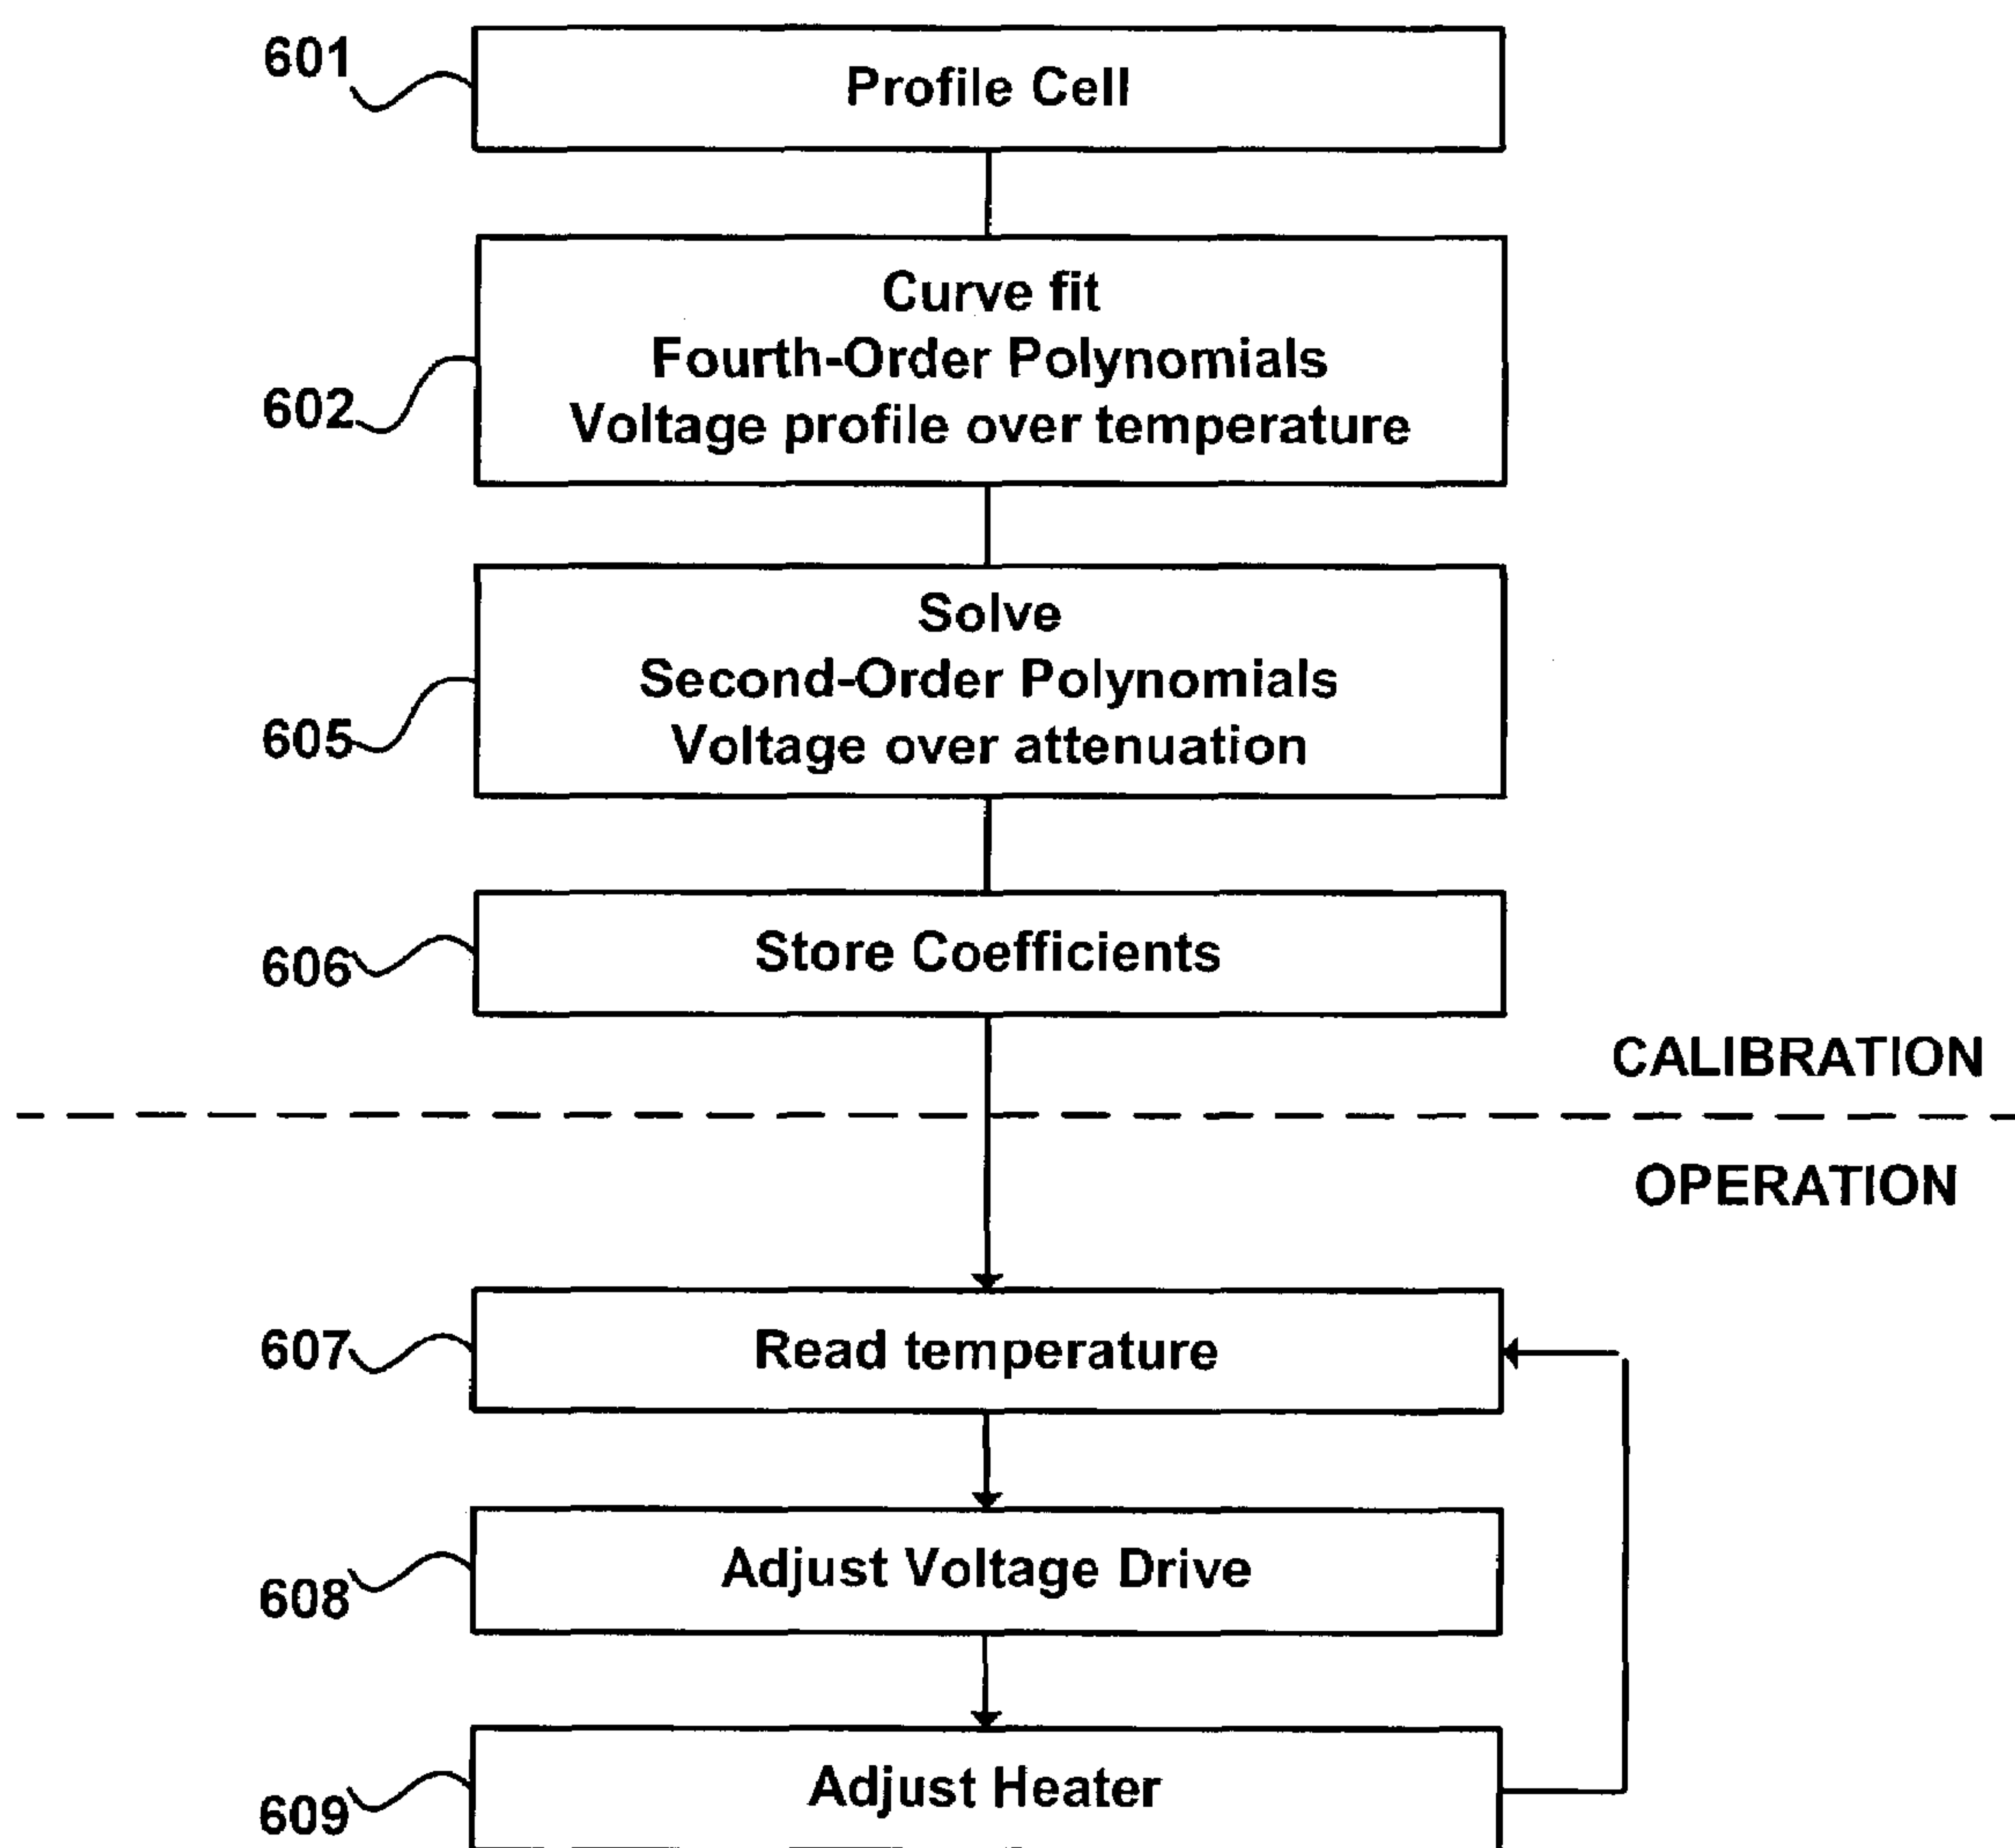 601
Profile Cell
602
Curve fit
Fourth-Order Polynomials
Voltage profile over temperature
605
Solve
Second-Order Polynomials
Voltage over attenuation
606
Store Coefficients
CALIBRATION
OPERATION
607
Read temperature
608
Adjust Voltage Drive
609
Adjust Heater